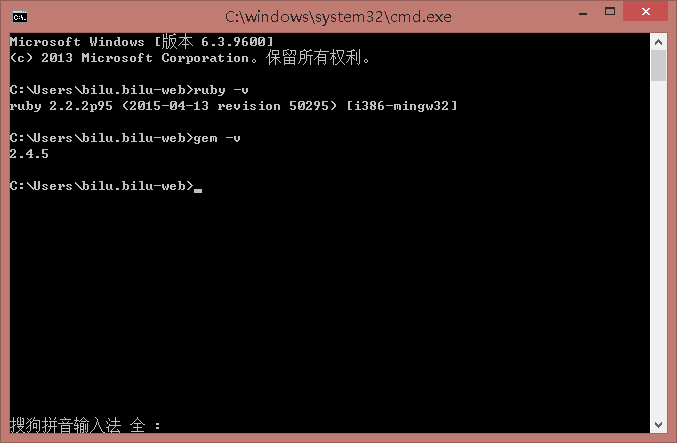 C:\windows\system32\cmd.exe
Microsoft Windows [版本 6.3.9600]
(c) 2013 Microsoft Corporation。保留所有权利。
C:\Users\bilu.bilu-web>ruby -v
ruby 2.2.2p95 (2015-04-13 revision 50295) [i386-mingw32]
C:\Users\bilu.bilu-web>gem -v
2.4.5
C:\Users\bilu.bilu-web>_
搜狗拼音输入法 全 :